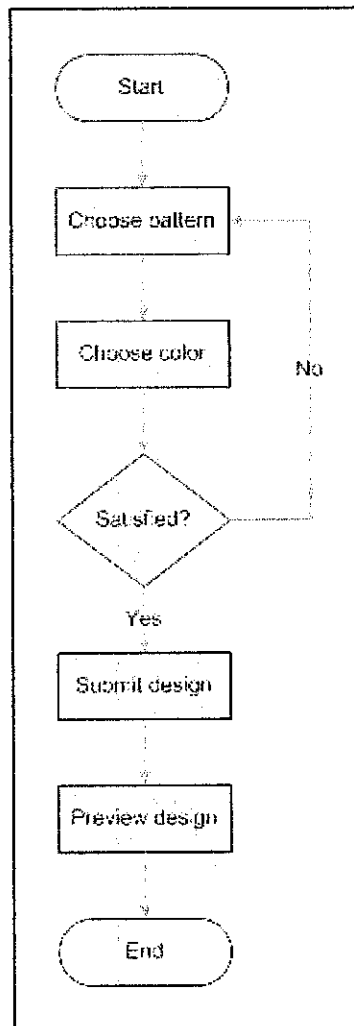 Start
Choose pattern
Choose color
No
Satisfied?
Yes
Submit design
Preview design
End